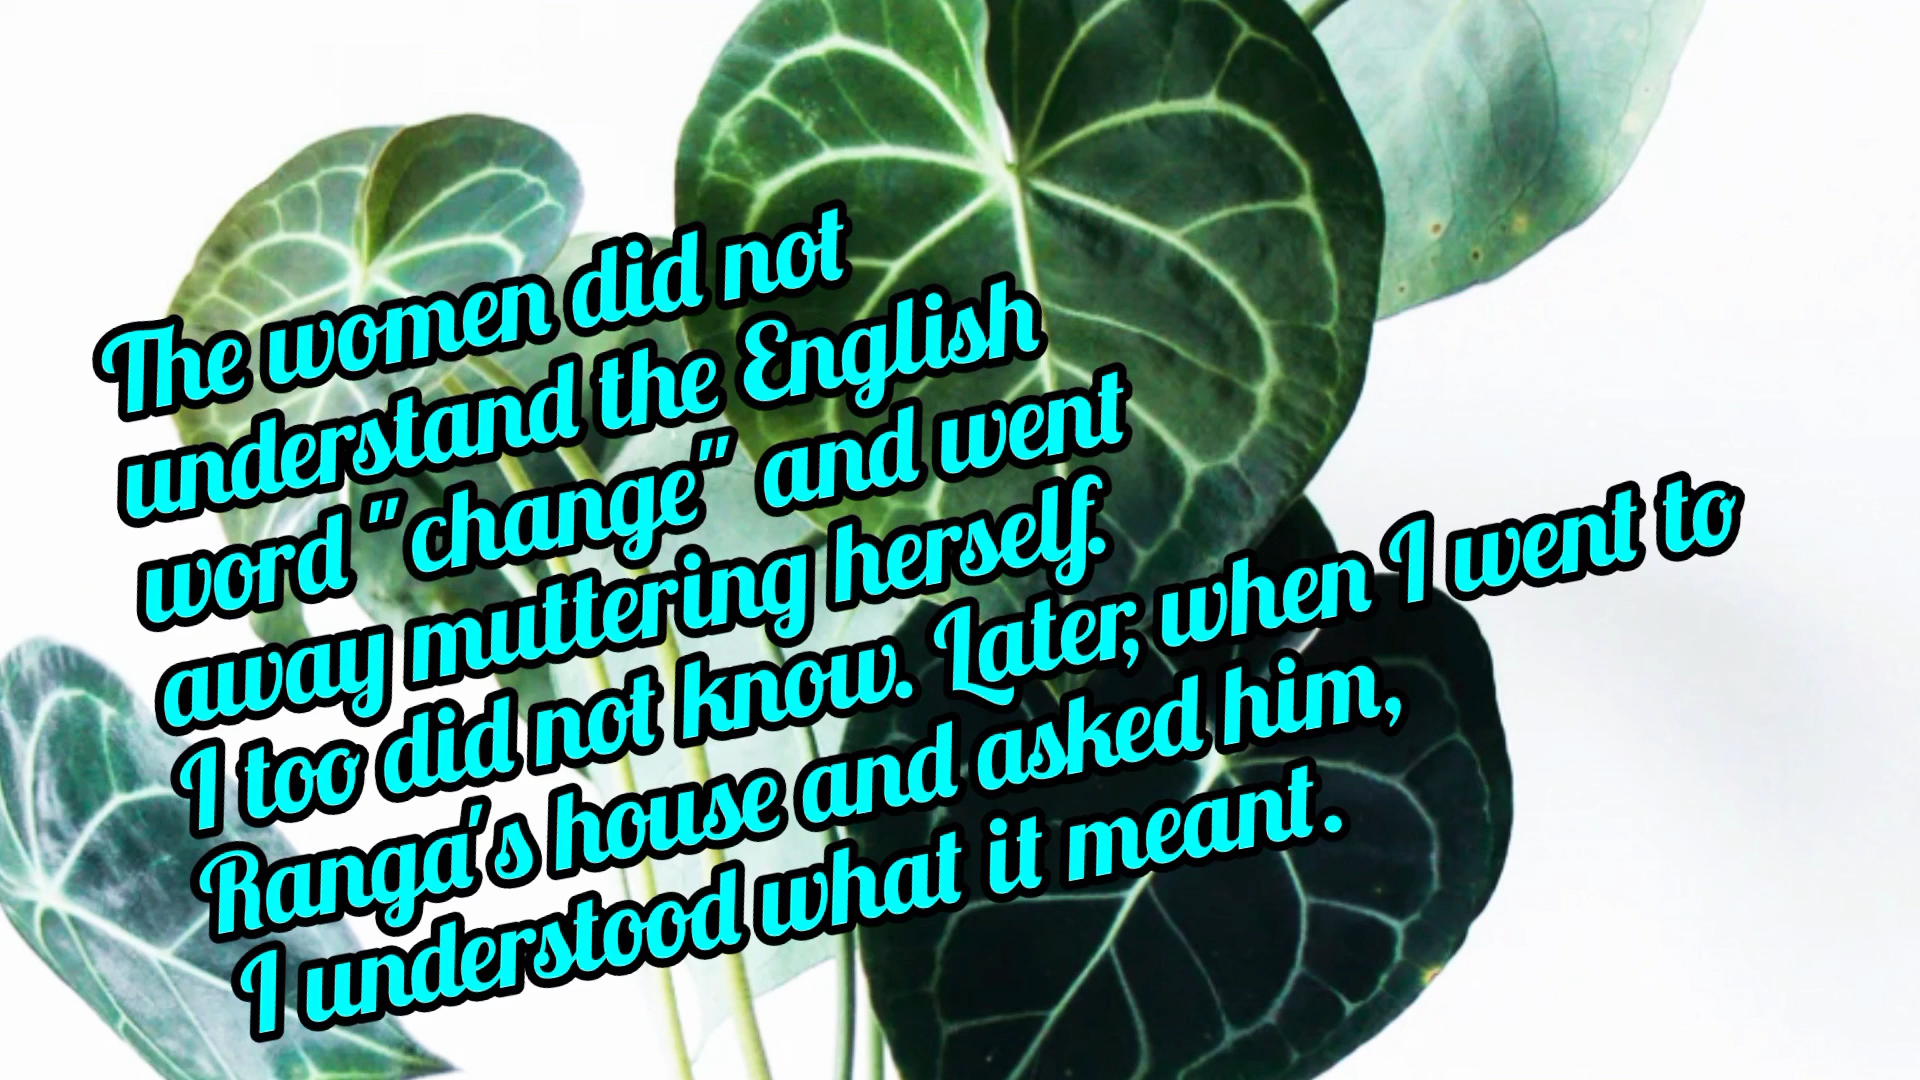 The women did not
understand the English
word "change" and went
away muttering herself.
I too did not know. Later, when I went to
Ranga's house and asked him,
I understood what it meant.